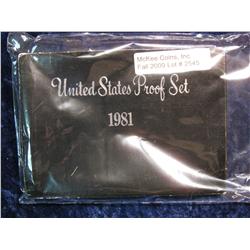 McKee Coins, Inc.
Fall 2009 Lot # 2545
United States Proof Set
1981